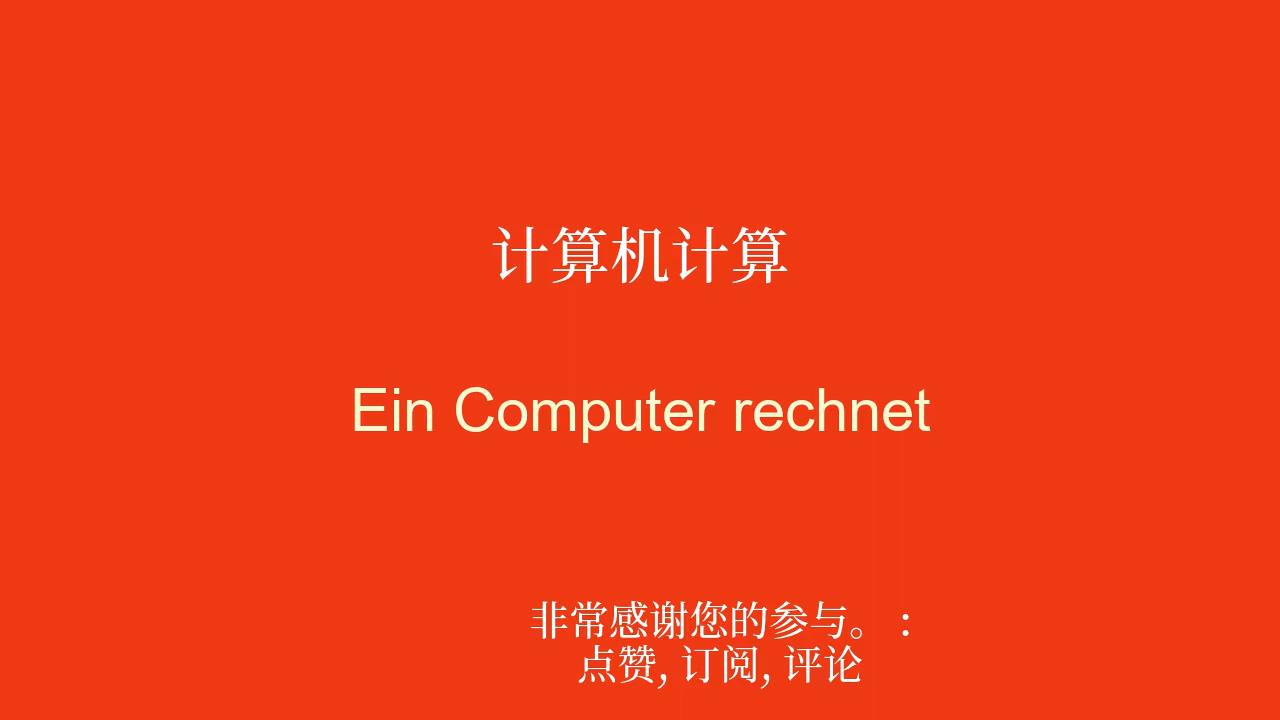 计算机计算
Ein Computer rechnet
非常感谢您的参与。 :
点赞, 订阅, 评论